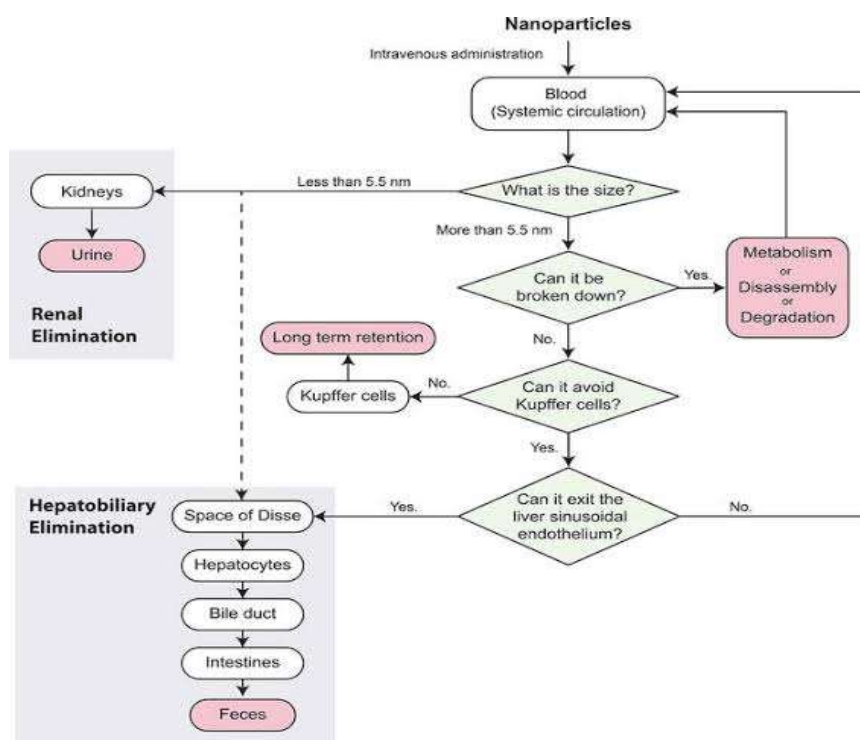 Nanoparticles
Intravenous administration
Blood
(Systemic circulation)
What is the size?
Less than 5.5 nm
Kidneys
Urine
Renal
Elimination
More than 5.5 nm
Can it be
broken down?
Yes.
Metabolism
or
Disassembly
or
Degradation
No.
Long term retention
Kupffer cells
No.
Can it avoid
Kupffer cells?
Yes.
Can it exit the
liver sinusoidal
endothelium?
No.
Yes.
Hepatobiliary
Elimination
Space of Disse
Hepatocytes
Bile duct
Intestines
Feces